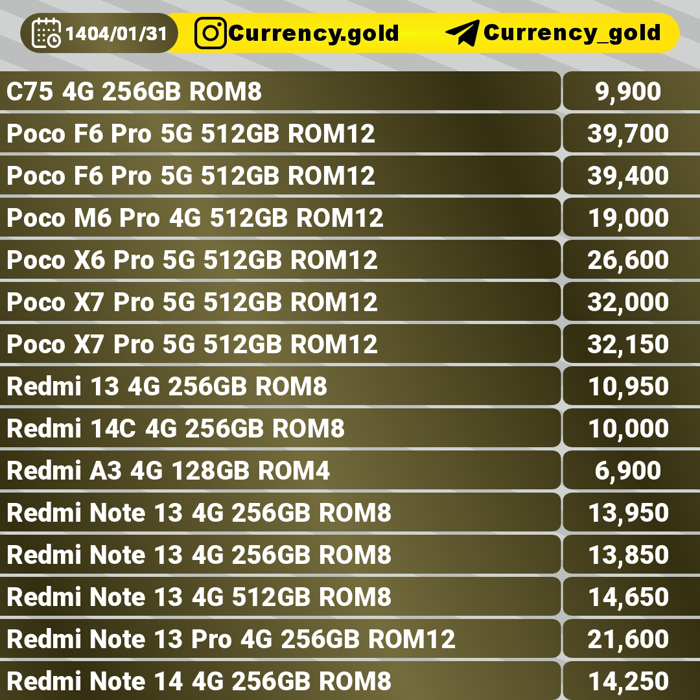 1404/01/31 Currency.gold Currency_gold
C75 4G 256GB ROM8 9,900
Poco F6 Pro 5G 512GB ROM12 39,700
Poco F6 Pro 5G 512GB ROM12 39,400
Poco M6 Pro 4G 512GB ROM12 19,000
Poco X6 Pro 5G 512GB ROM12 26,600
Poco X7 Pro 5G 512GB ROM12 32,000
Poco X7 Pro 5G 512GB ROM12 32,150
Redmi 13 4G 256GB ROM8 10,950
Redmi 14C 4G 256GB ROM8 10,000
Redmi A3 4G 128GB ROM4 6,900
Redmi Note 13 4G 256GB ROM8 13,950
Redmi Note 13 4G 256GB ROM8 13,850
Redmi Note 13 4G 512GB ROM8 14,650
Redmi Note 13 Pro 4G 256GB ROM12 21,600
Redmi Note 14 4G 256GB ROM8 14,250